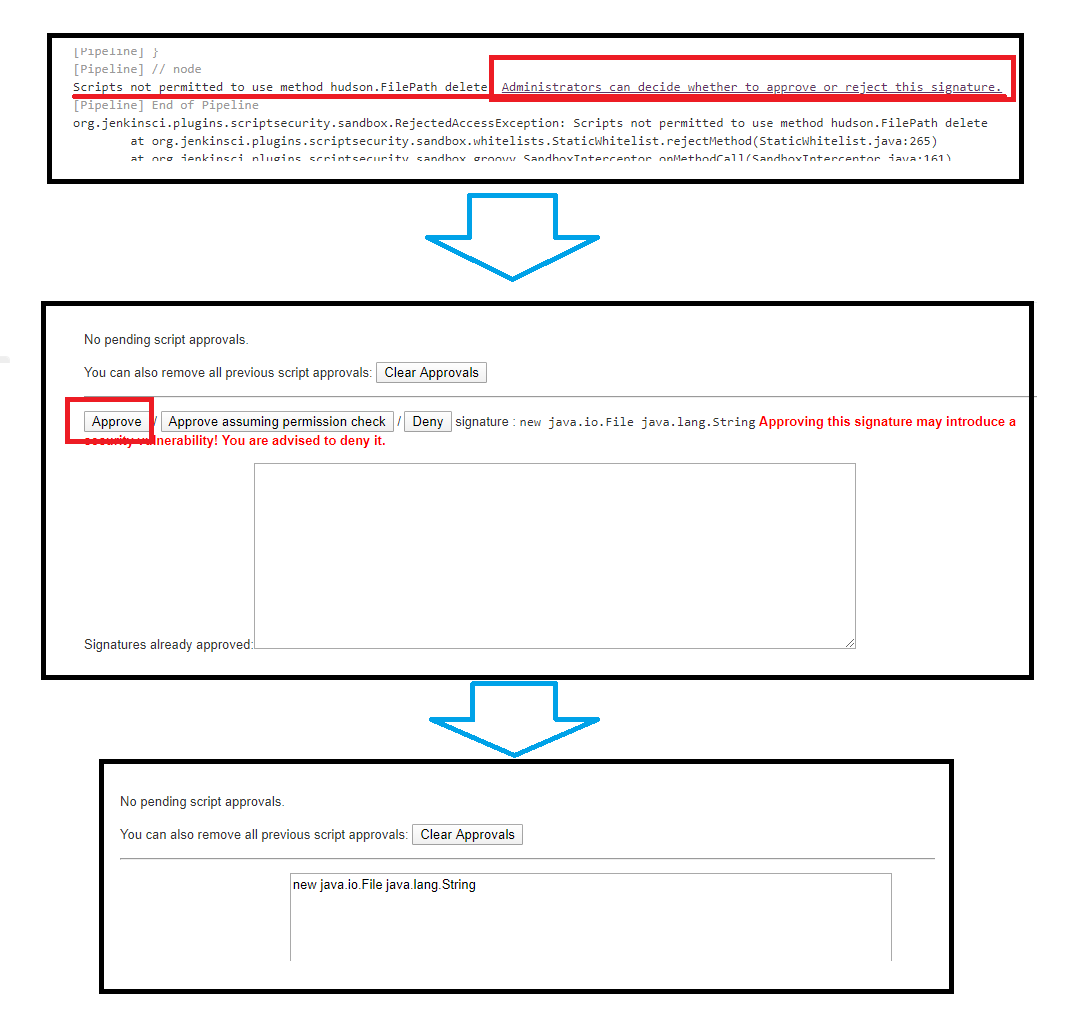 [Pipeline] }
[Pipeline] // node
Scripts not permitted to use method hudson.FilePath delete. Administrators can decide whether to approve or reject this signature.
[Pipeline] End of Pipeline
org.jenkinsci.plugins.scriptsecurity.sandbox.RejectedAccessException: Scripts not permitted to use method hudson.FilePath delete
at org.jenkinsci.plugins.scriptsecurity.sandbox.whitelists.StaticWhitelist.rejectMethod(StaticWhitelist.java:265)
at org.jenkinsci.plugins.scriptsecurity.sandbox.groovy.SandboxInterceptor.onMethodCall(SandboxInterceptor.java:161)
No pending script approvals.
You can also remove all previous script approvals: Clear Approvals
Approve / Approve assuming permission check / Deny signature : new java.io.File java.lang.String Approving this signature may introduce a
security vulnerability! You are advised to deny it.
Signatures already approved:
No pending script approvals.
You can also remove all previous script approvals: Clear Approvals
new java.io.File java.lang.String